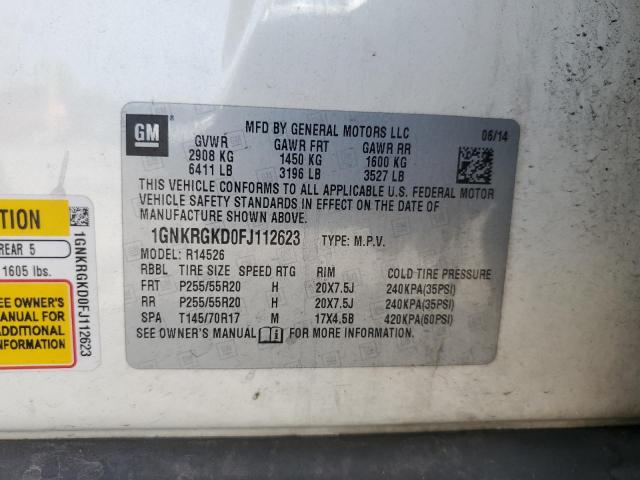 GM
MFD BY GENERAL MOTORS LLC 06/14
GVWR GAWR FRT GAWR RR
2908 KG 1450 KG 1600 KG
6411 LB 3196 LB 3527 LB
THIS VEHICLE CONFORMS TO ALL APPLICABLE U.S. FEDERAL MOTOR
VEHICLE SAFETY STANDARDS IN EFFECT ON THE DATE OF
MANUFACTURE SHOWN ABOVE.
1GNKRGKD0FJ112623 TYPE: M.P.V.
MODEL: R14526
RBBL TIRE SIZE SPEED RTG RIM COLD TIRE PRESSURE
FRT P255/55R20 H 20X7.5J 240KPA(35PSI)
RR P255/55R20 H 20X7.5J 240KPA(35PSI)
SPA T145/70R17 M 17X4.5B 420KPA(60PSI)
SEE OWNER'S MANUAL FOR MORE INFORMATION.
TION
REAR 5
1605 lbs.
SEE OWNER'S
MANUAL FOR
ADDITIONAL
INFORMATION
1GNKRGKD0FJ112623